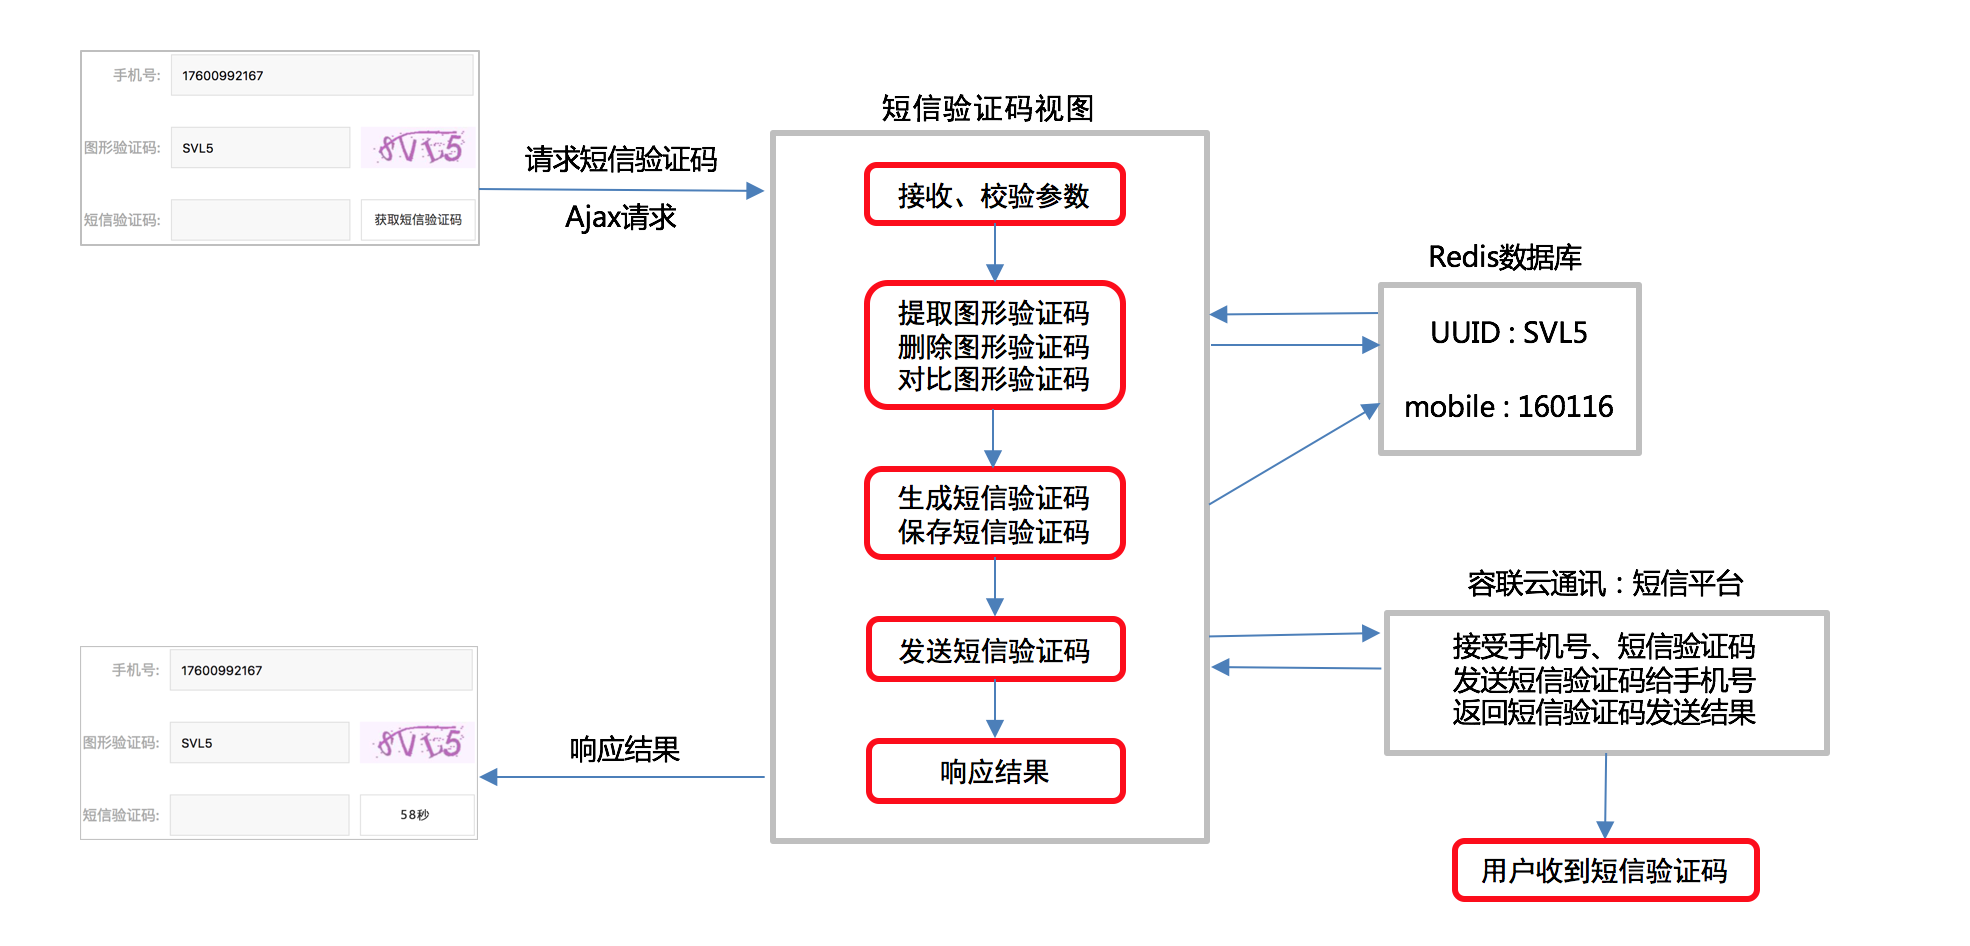 手机号:
17600992167
图形验证码:
SVL5
SVL5
短信验证码:
获取短信验证码
请求短信验证码
Ajax请求
短信验证码视图
接收、校验参数
提取图形验证码
删除图形验证码
对比图形验证码
生成短信验证码
保存短信验证码
发送短信验证码
响应结果
Redis数据库
UUID : SVL5
mobile : 160116
容联云通讯：短信平台
接受手机号、短信验证码
发送短信验证码给手机号
返回短信验证码发送结果
用户收到短信验证码
响应结果
手机号:
17600992167
图形验证码:
SVL5
SVL5
短信验证码:
58秒